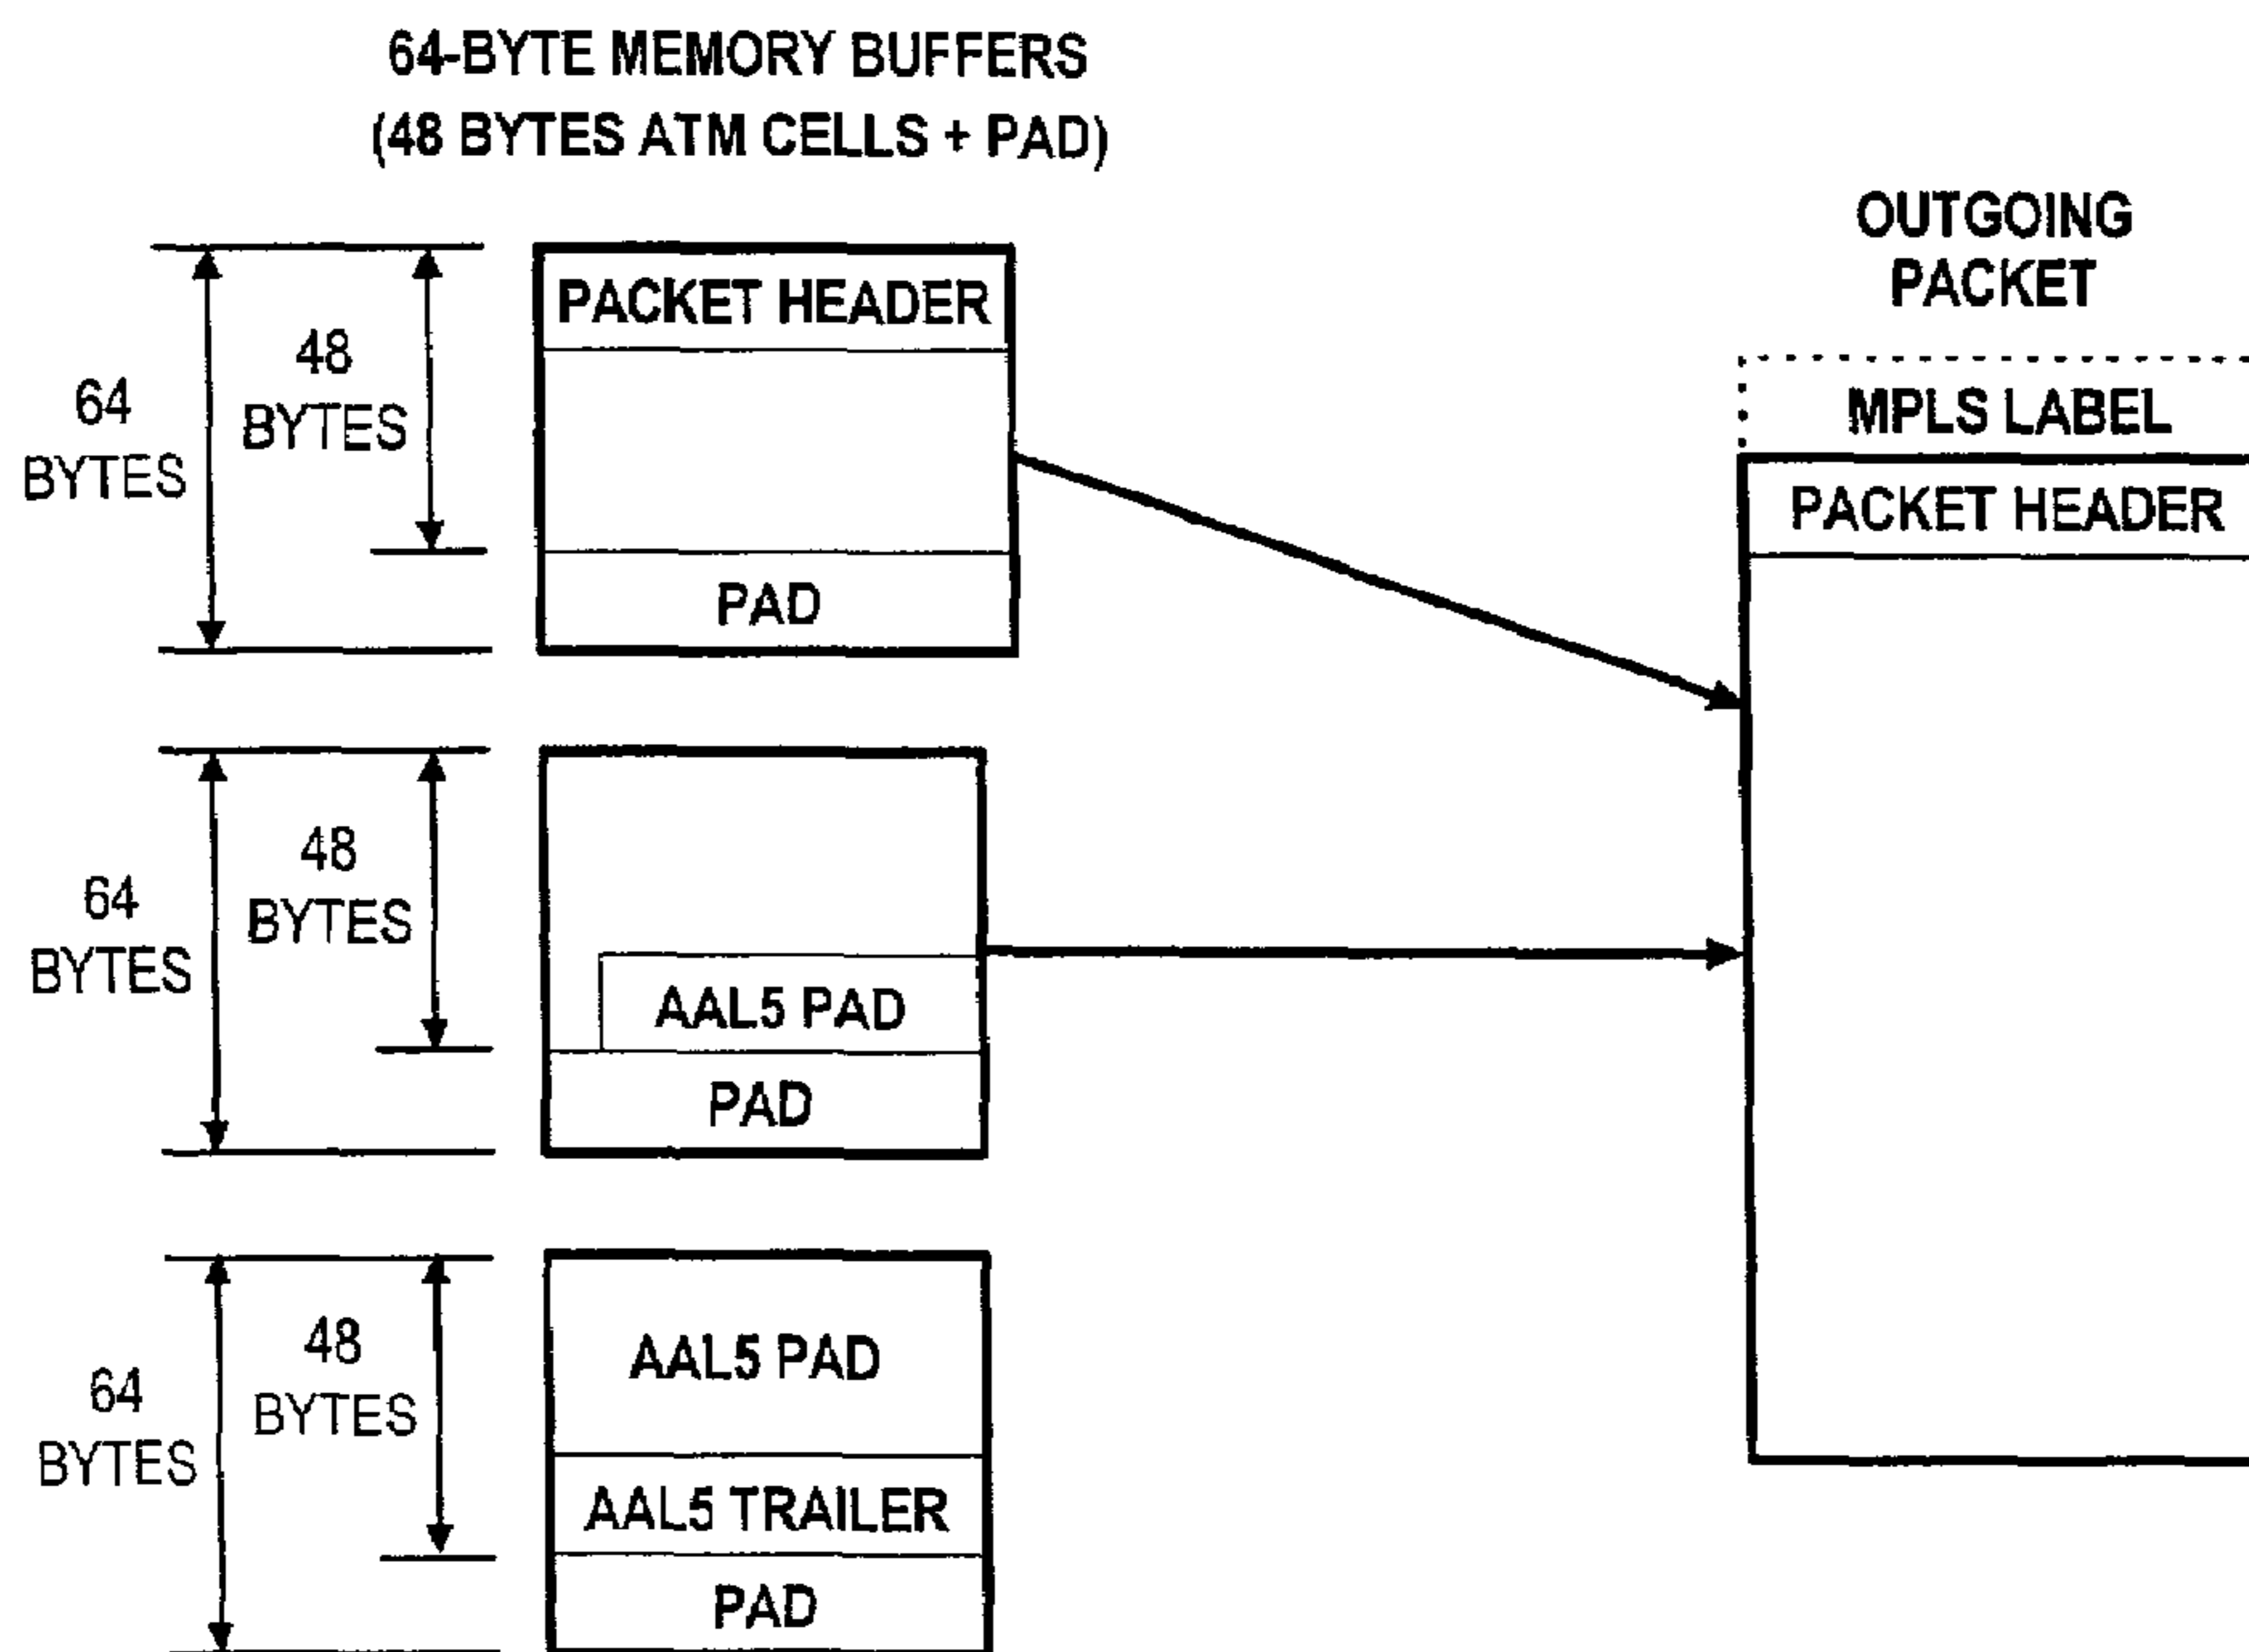 64-BYTE MEMORY BUFFERS
(48 BYTES ATM CELLS + PAD)
OUTGOING
PACKET
64
BYTES
48
BYTES
PACKET HEADER
PAD
MPLS LABEL
PACKET HEADER
64
BYTES
48
BYTES
AAL5 PAD
PAD
64
BYTES
48
BYTES
AAL5 PAD
AAL5 TRAILER
PAD